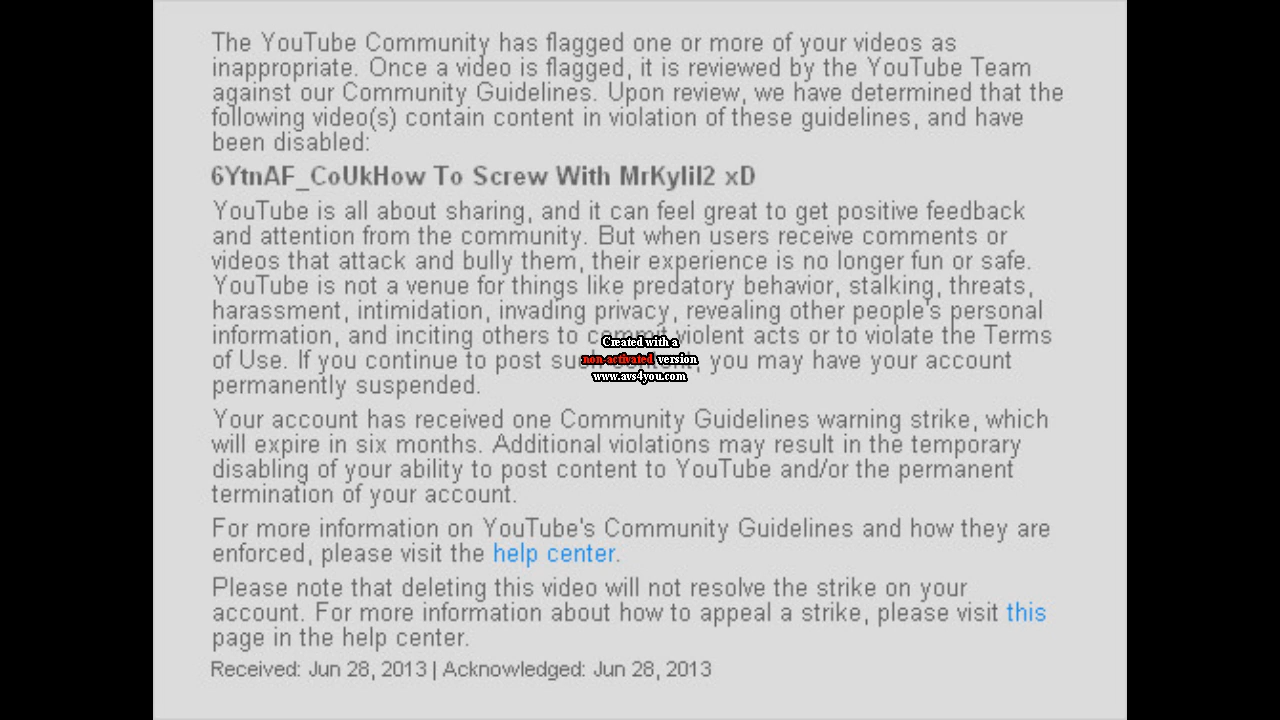 The YouTube Community has flagged one or more of your videos as
inappropriate. Once a video is flagged, it is reviewed by the YouTube Team
against our Community Guidelines. Upon review, we have determined that the
following video(s) contain content in violation of these guidelines, and have
been disabled:
6YtnAF_CoUkHow To Screw With MrKylil2 xD
YouTube is all about sharing, and it can feel great to get positive feedback
and attention from the community. But when users receive comments or
videos that attack and bully them, their experience is no longer fun or safe.
YouTube is not a venue for things like predatory behavior, stalking, threats,
harassment, intimidation, invading privacy, revealing other people's personal
information, and inciting others to commit violent acts or to violate the Terms
of Use. If you continue to post such content, you may have your account
permanently suspended.
Created with a
non-activated version
www.avs4you.com
Your account has received one Community Guidelines warning strike, which
will expire in six months. Additional violations may result in the temporary
disabling of your ability to post content to YouTube and/or the permanent
termination of your account.
For more information on YouTube's Community Guidelines and how they are
enforced, please visit the help center.
Please note that deleting this video will not resolve the strike on your
account. For more information about how to appeal a strike, please visit this
page in the help center.
Received: Jun 28, 2013 | Acknowledged: Jun 28, 2013